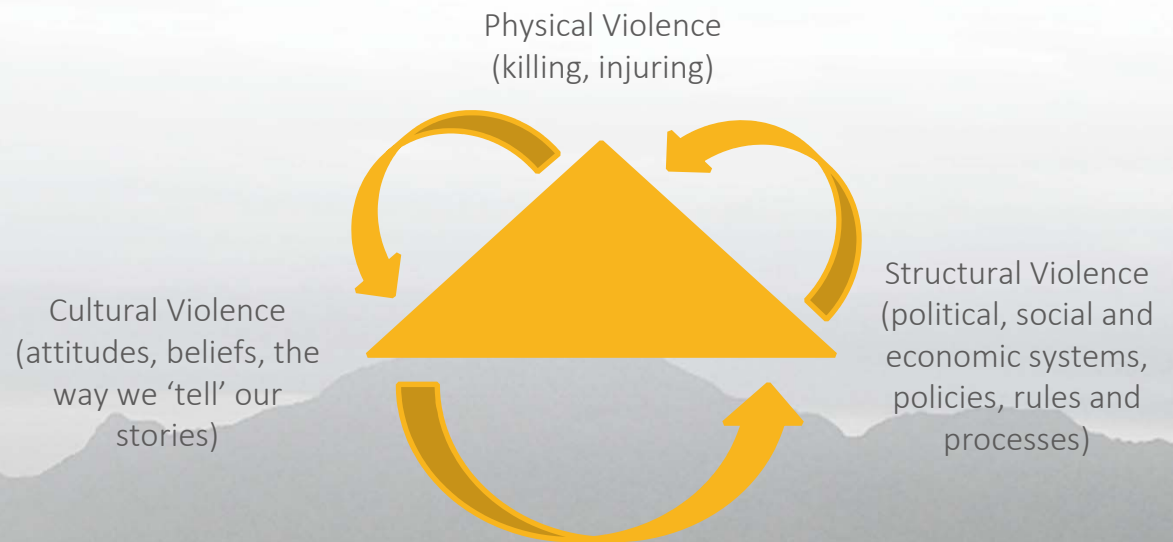 Physical Violence
(killing, injuring)
Cultural Violence
(attitudes, beliefs, the
way we ‘tell’ our
stories)
Structural Violence
(political, social and
economic systems,
policies, rules and
processes)